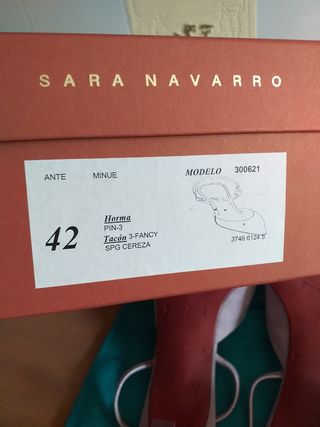 SARA NAVARRO
ANTE MINUE MODELO 300621
42
Horma
PIN-3
Tacón 3-FANCY
SPG CEREZA
3746 6124 5